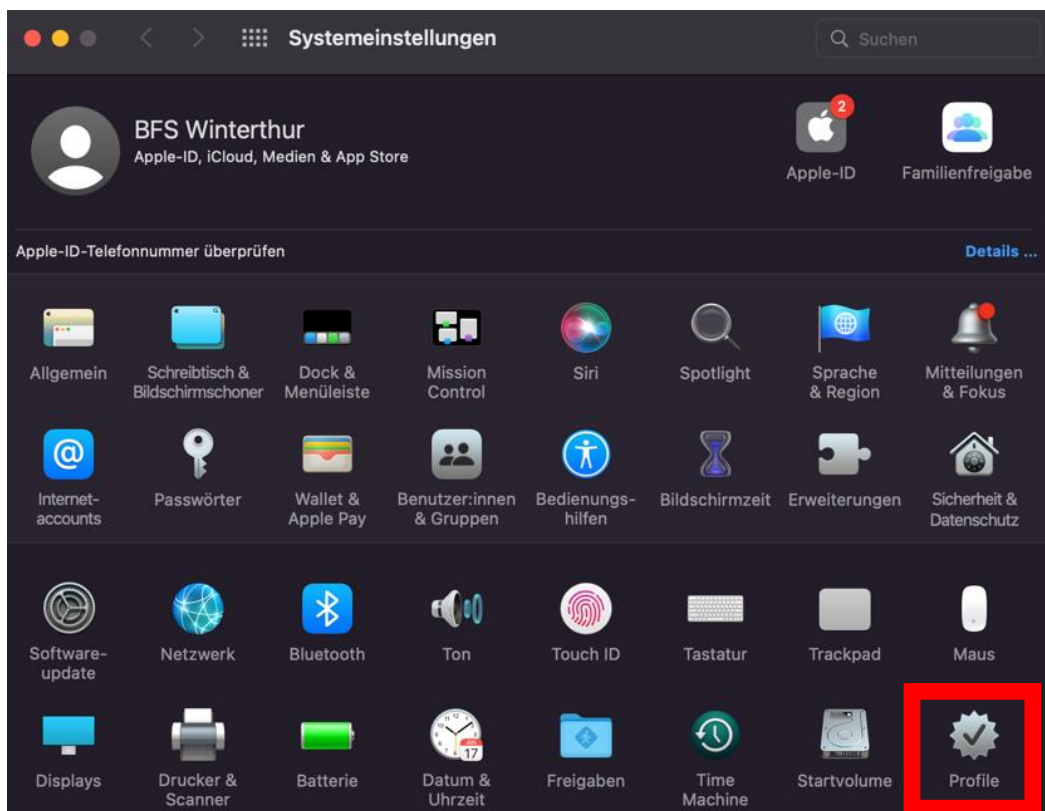 Systemeinstellungen
Suchen
BFS Winterthur
Apple-ID, iCloud, Medien & App Store
2
Apple-ID
Familienfreigabe
Apple-ID-Telefonnummer überprüfen
Details ...
Allgemein
Schreibtisch &
Bildschirmschoner
Dock &
Menüleiste
Mission
Control
Siri
Spotlight
Sprache
& Region
Mitteilungen
& Fokus
Internet-
accounts
Passwörter
Wallet &
Apple Pay
Benutzer:innen
& Gruppen
Bedienungs-
hilfen
Bildschirmzeit
Erweiterungen
Sicherheit &
Datenschutz
Software-
update
Netzwerk
Bluetooth
Ton
Touch ID
Tastatur
Trackpad
Maus
Displays
Drucker &
Scanner
Batterie
JUL
17
Datum &
Uhrzeit
Freigaben
Time
Machine
Startvolume
Profile